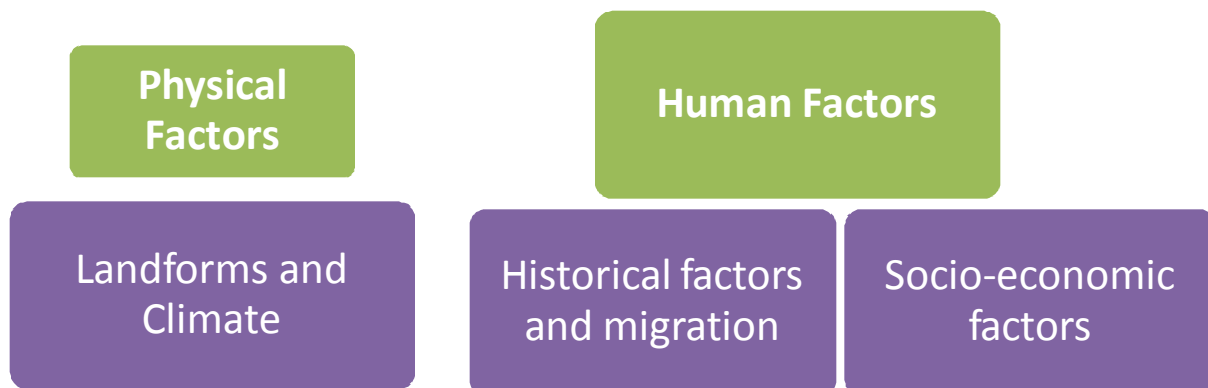 Physical
Factors
Human Factors
Landforms and
Climate
Historical factors
and migration
Socio-economic
factors